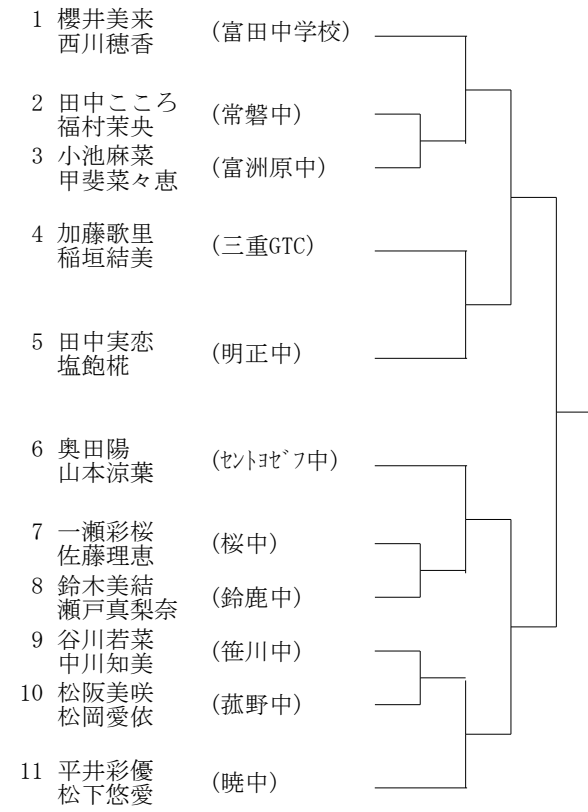 1 櫻井美来
西川穂香
(富田中学校)
2 田中こころ
福村茉央
(常磐中)
3 小池麻菜
甲斐菜々恵
(富洲原中)
4 加藤歌里
稲垣結美
(三重GTC)
5 田中実恋
塩飽椛
(明正中)
6 奥田陽
山本涼葉
(ｾﾝﾄﾖｾﾞﾌ中)
7 一瀬彩桜
佐藤理恵
(桜中)
8 鈴木美結
瀬戸真梨奈
(鈴鹿中)
9 谷川若菜
中川知美
(笹川中)
10 松阪美咲
松岡愛依
(菰野中)
11 平井彩優
松下悠愛
(暁中)